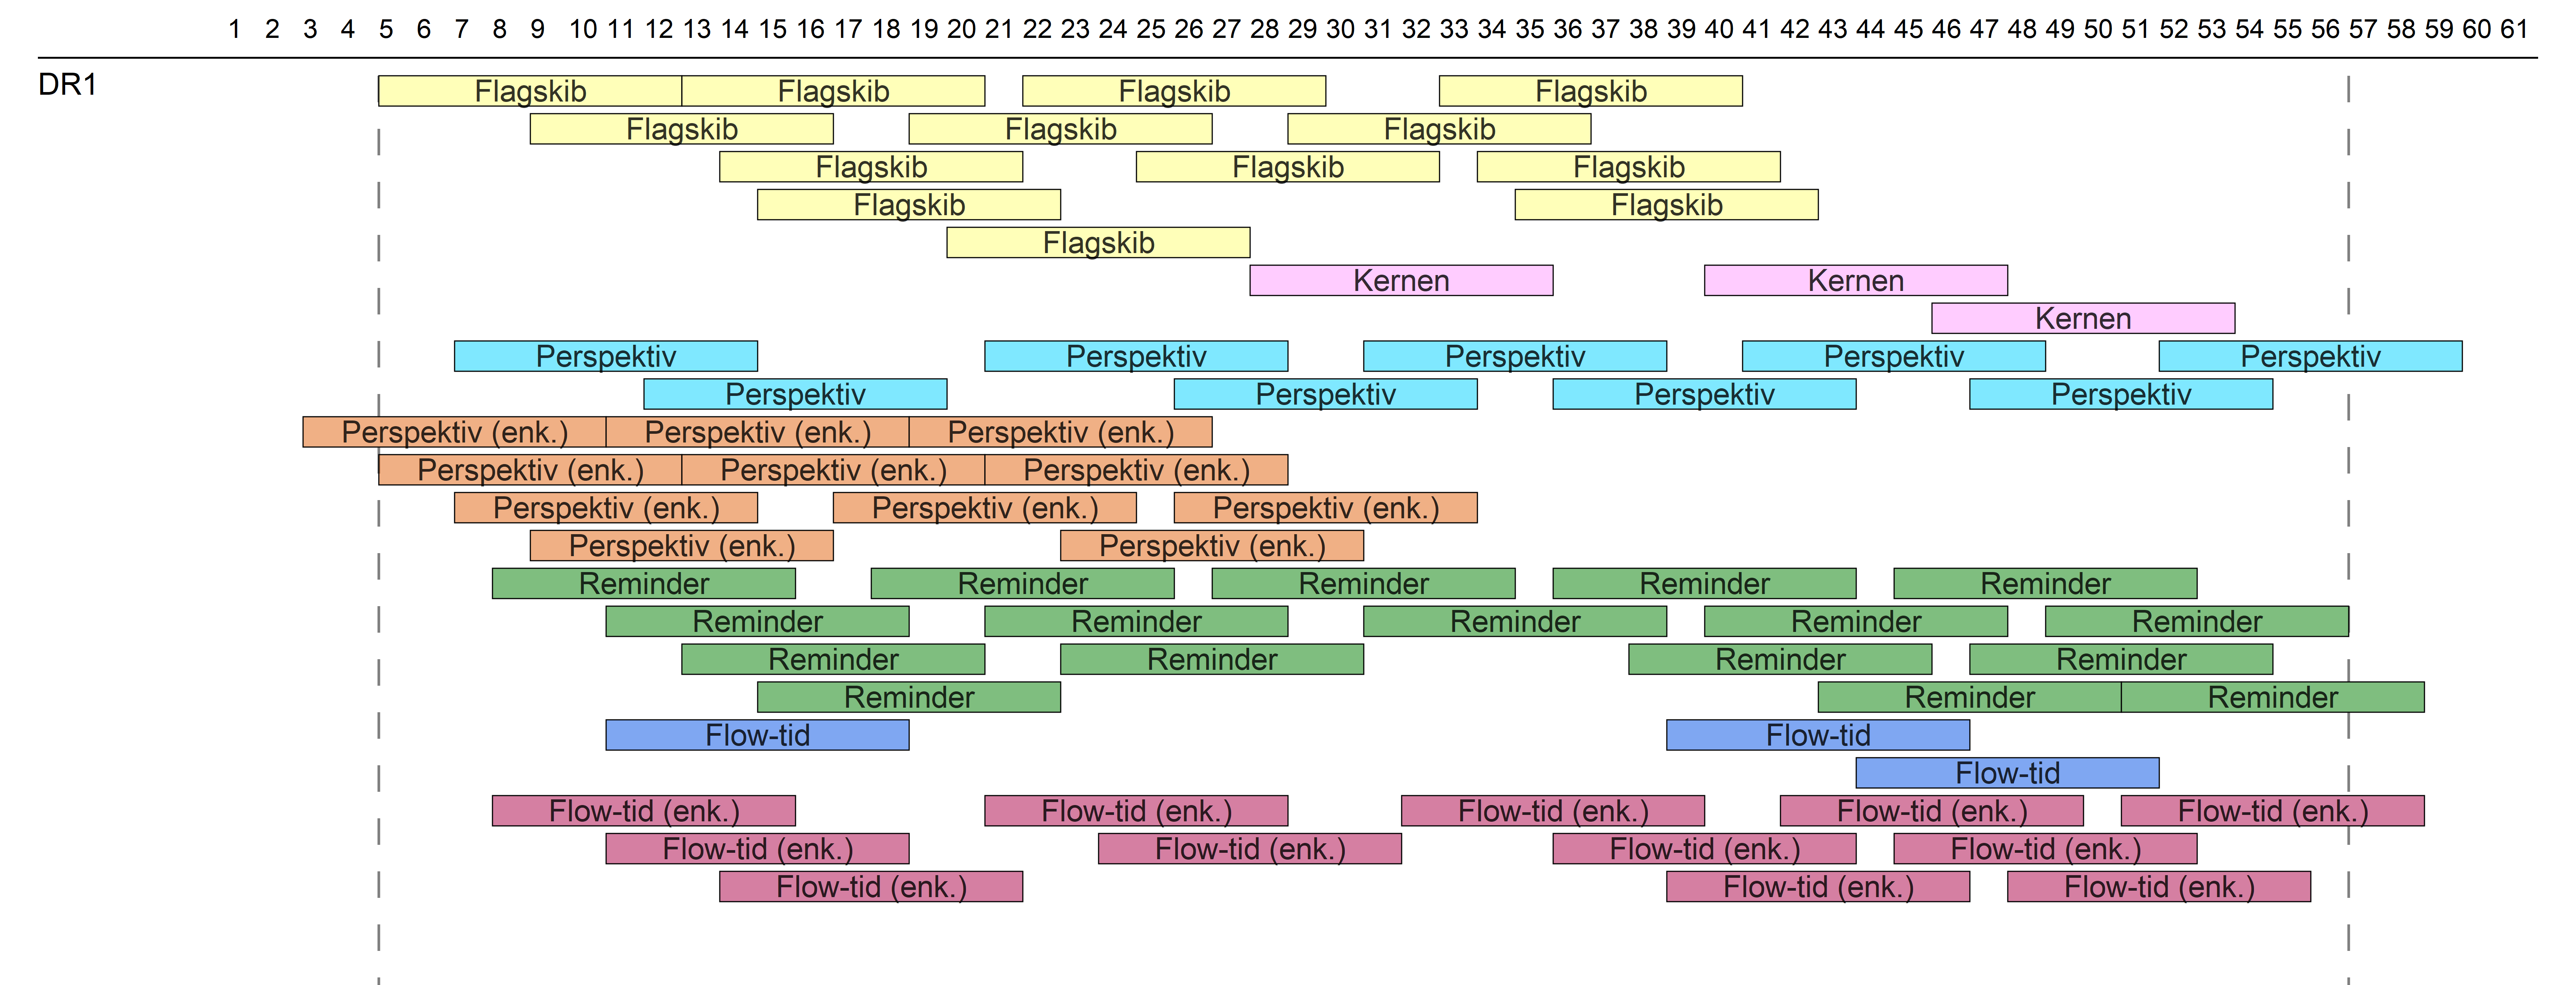 1 2 3 4 5 6 7 8 9 10 11 12 13 14 15 16 17 18 19 20 21 22 23 24 25 26 27 28 29 30 31 32 33 34 35 36 37 38 39 40 41 42 43 44 45 46 47 48 49 50 51 52 53 54 55 56 57 58 59 60 61
DR1 Flagskib Flagskib Flagskib Flagskib
Flagskib Flagskib Flagskib
Flagskib Flagskib Flagskib
Flagskib Flagskib
Flagskib
Kernen Kernen
Kernen
Perspektiv Perspektiv Perspektiv Perspektiv Perspektiv
Perspektiv Perspektiv Perspektiv Perspektiv
Perspektiv (enk.) Perspektiv (enk.) Perspektiv (enk.)
Perspektiv (enk.) Perspektiv (enk.) Perspektiv (enk.)
Perspektiv (enk.) Perspektiv (enk.) Perspektiv (enk.)
Perspektiv (enk.) Perspektiv (enk.)
Reminder Reminder Reminder Reminder Reminder
Reminder Reminder Reminder Reminder Reminder
Reminder Reminder Reminder Reminder
Reminder Reminder Reminder
Flow-tid Flow-tid
Flow-tid
Flow-tid (enk.) Flow-tid (enk.) Flow-tid (enk.) Flow-tid (enk.) Flow-tid (enk.)
Flow-tid (enk.) Flow-tid (enk.) Flow-tid (enk.) Flow-tid (enk.)
Flow-tid (enk.) Flow-tid (enk.) Flow-tid (enk.)